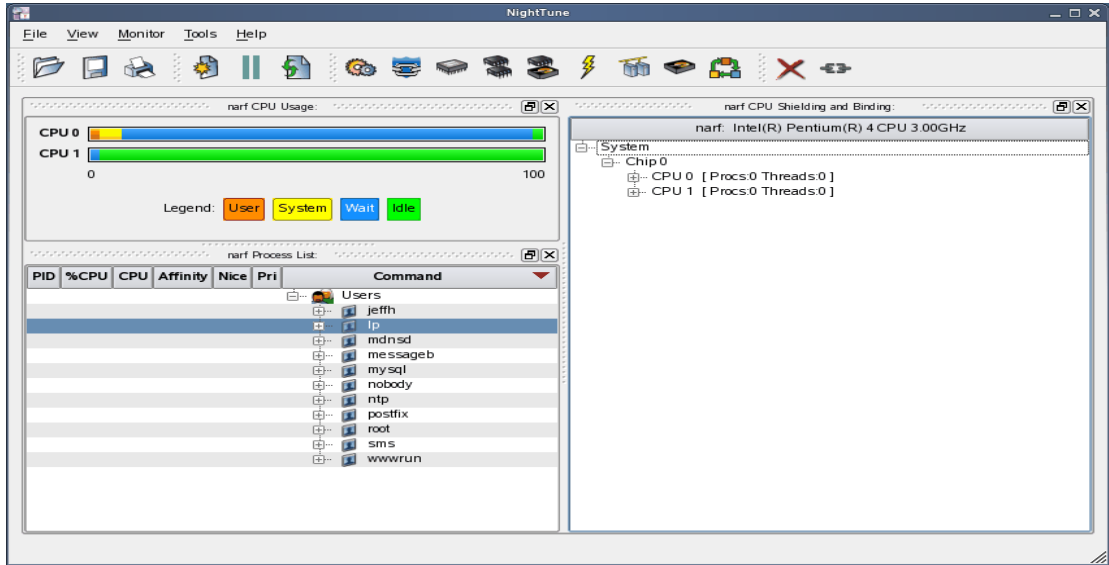 NightTune
File View Monitor Tools Help
narf CPU Usage:
CPU 0
CPU 1
0 100
Legend: User System Wait Idle
narf Process List:
PID %CPU CPU Affinity Nice Pri Command
Users
jeffh
lp
mdnsd
messageb
mysql
nobody
ntp
postfix
root
sms
wwwrun
narf CPU Shielding and Binding:
narf: Intel(R) Pentium(R) 4 CPU 3.00GHz
System
Chip 0
CPU 0 [ Procs:0 Threads:0 ]
CPU 1 [ Procs:0 Threads:0 ]